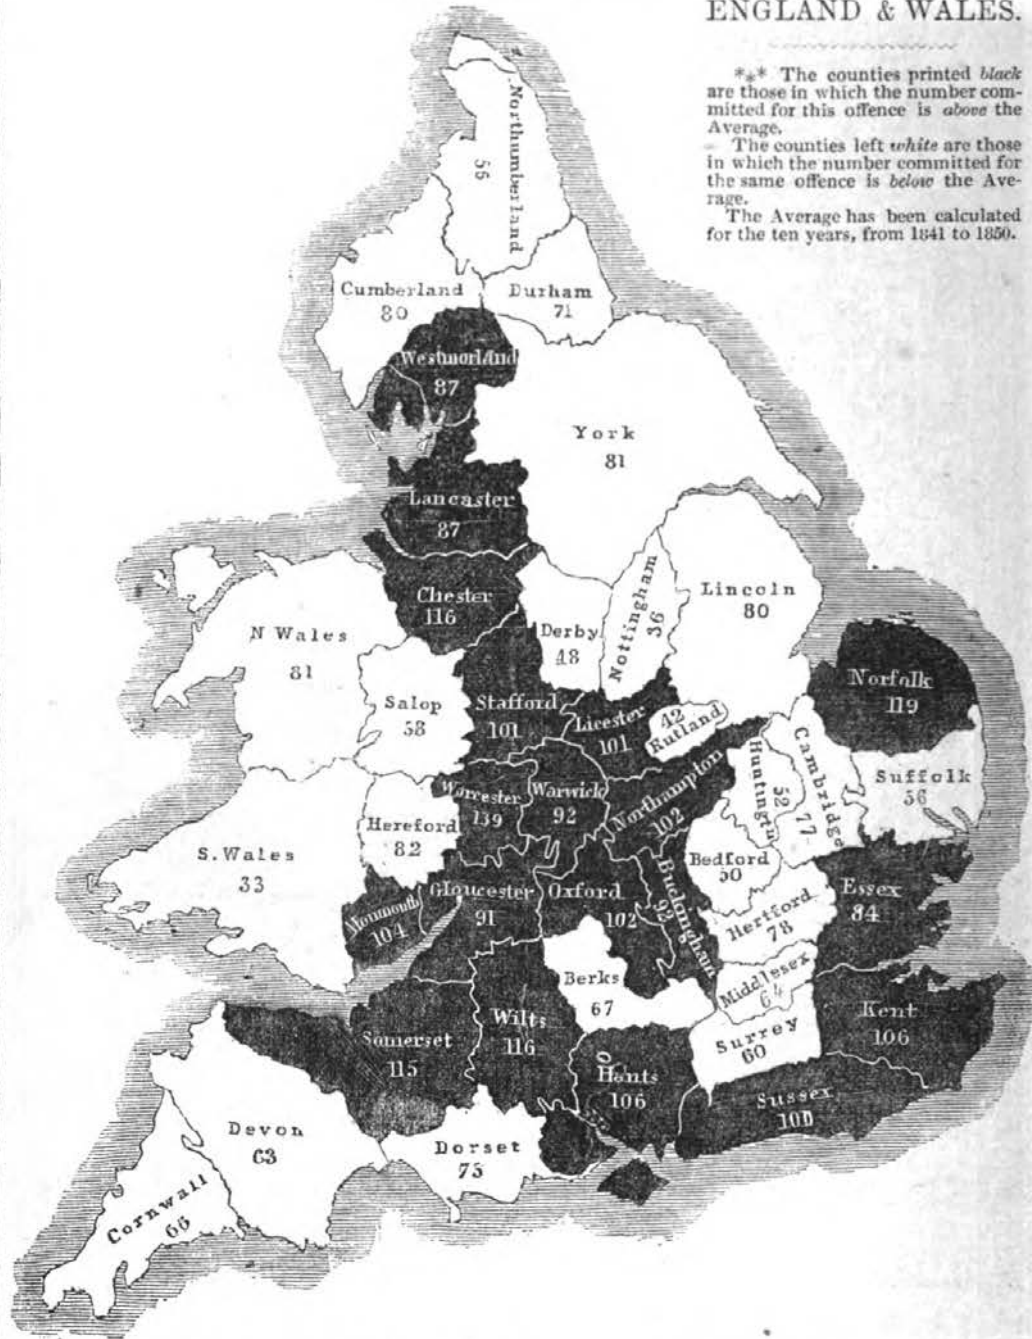 ENGLAND & WALES.
*** The counties printed black
are those in which the number com-
mitted for this offence is above the
Average.
The counties left white are those
in which the number committed for
the same offence is below the Ave-
rage.
The Average has been calculated
for the ten years, from 1841 to 1850.
Northumberland
Cumberland
80
Durham
71
Westmorland
87
York
81
Lancaster
87
Chester
116
Derby
48
Nottingham
36
Lincoln
80
N Wales
81
Salop
Stafford
101
Licester
101
42
Rutland
Norfolk
119
Huntingtn
52
Cambridge
77
Suffolk
56
Hereford
82
Worcester
139
Warwick
92
Northampton
102
Bedford
S. Wales
33
Monmouth
104
Gloucester
91
Oxford
102
Buckingham
92
Hertford
78
Essex
84
Berks
67
Middlesex
64
Surrey
60
Kent
106
Somerset
115
Wilts
116
Hants
106
Sussex
Devon
63
Dorset
75
Cornwall
66